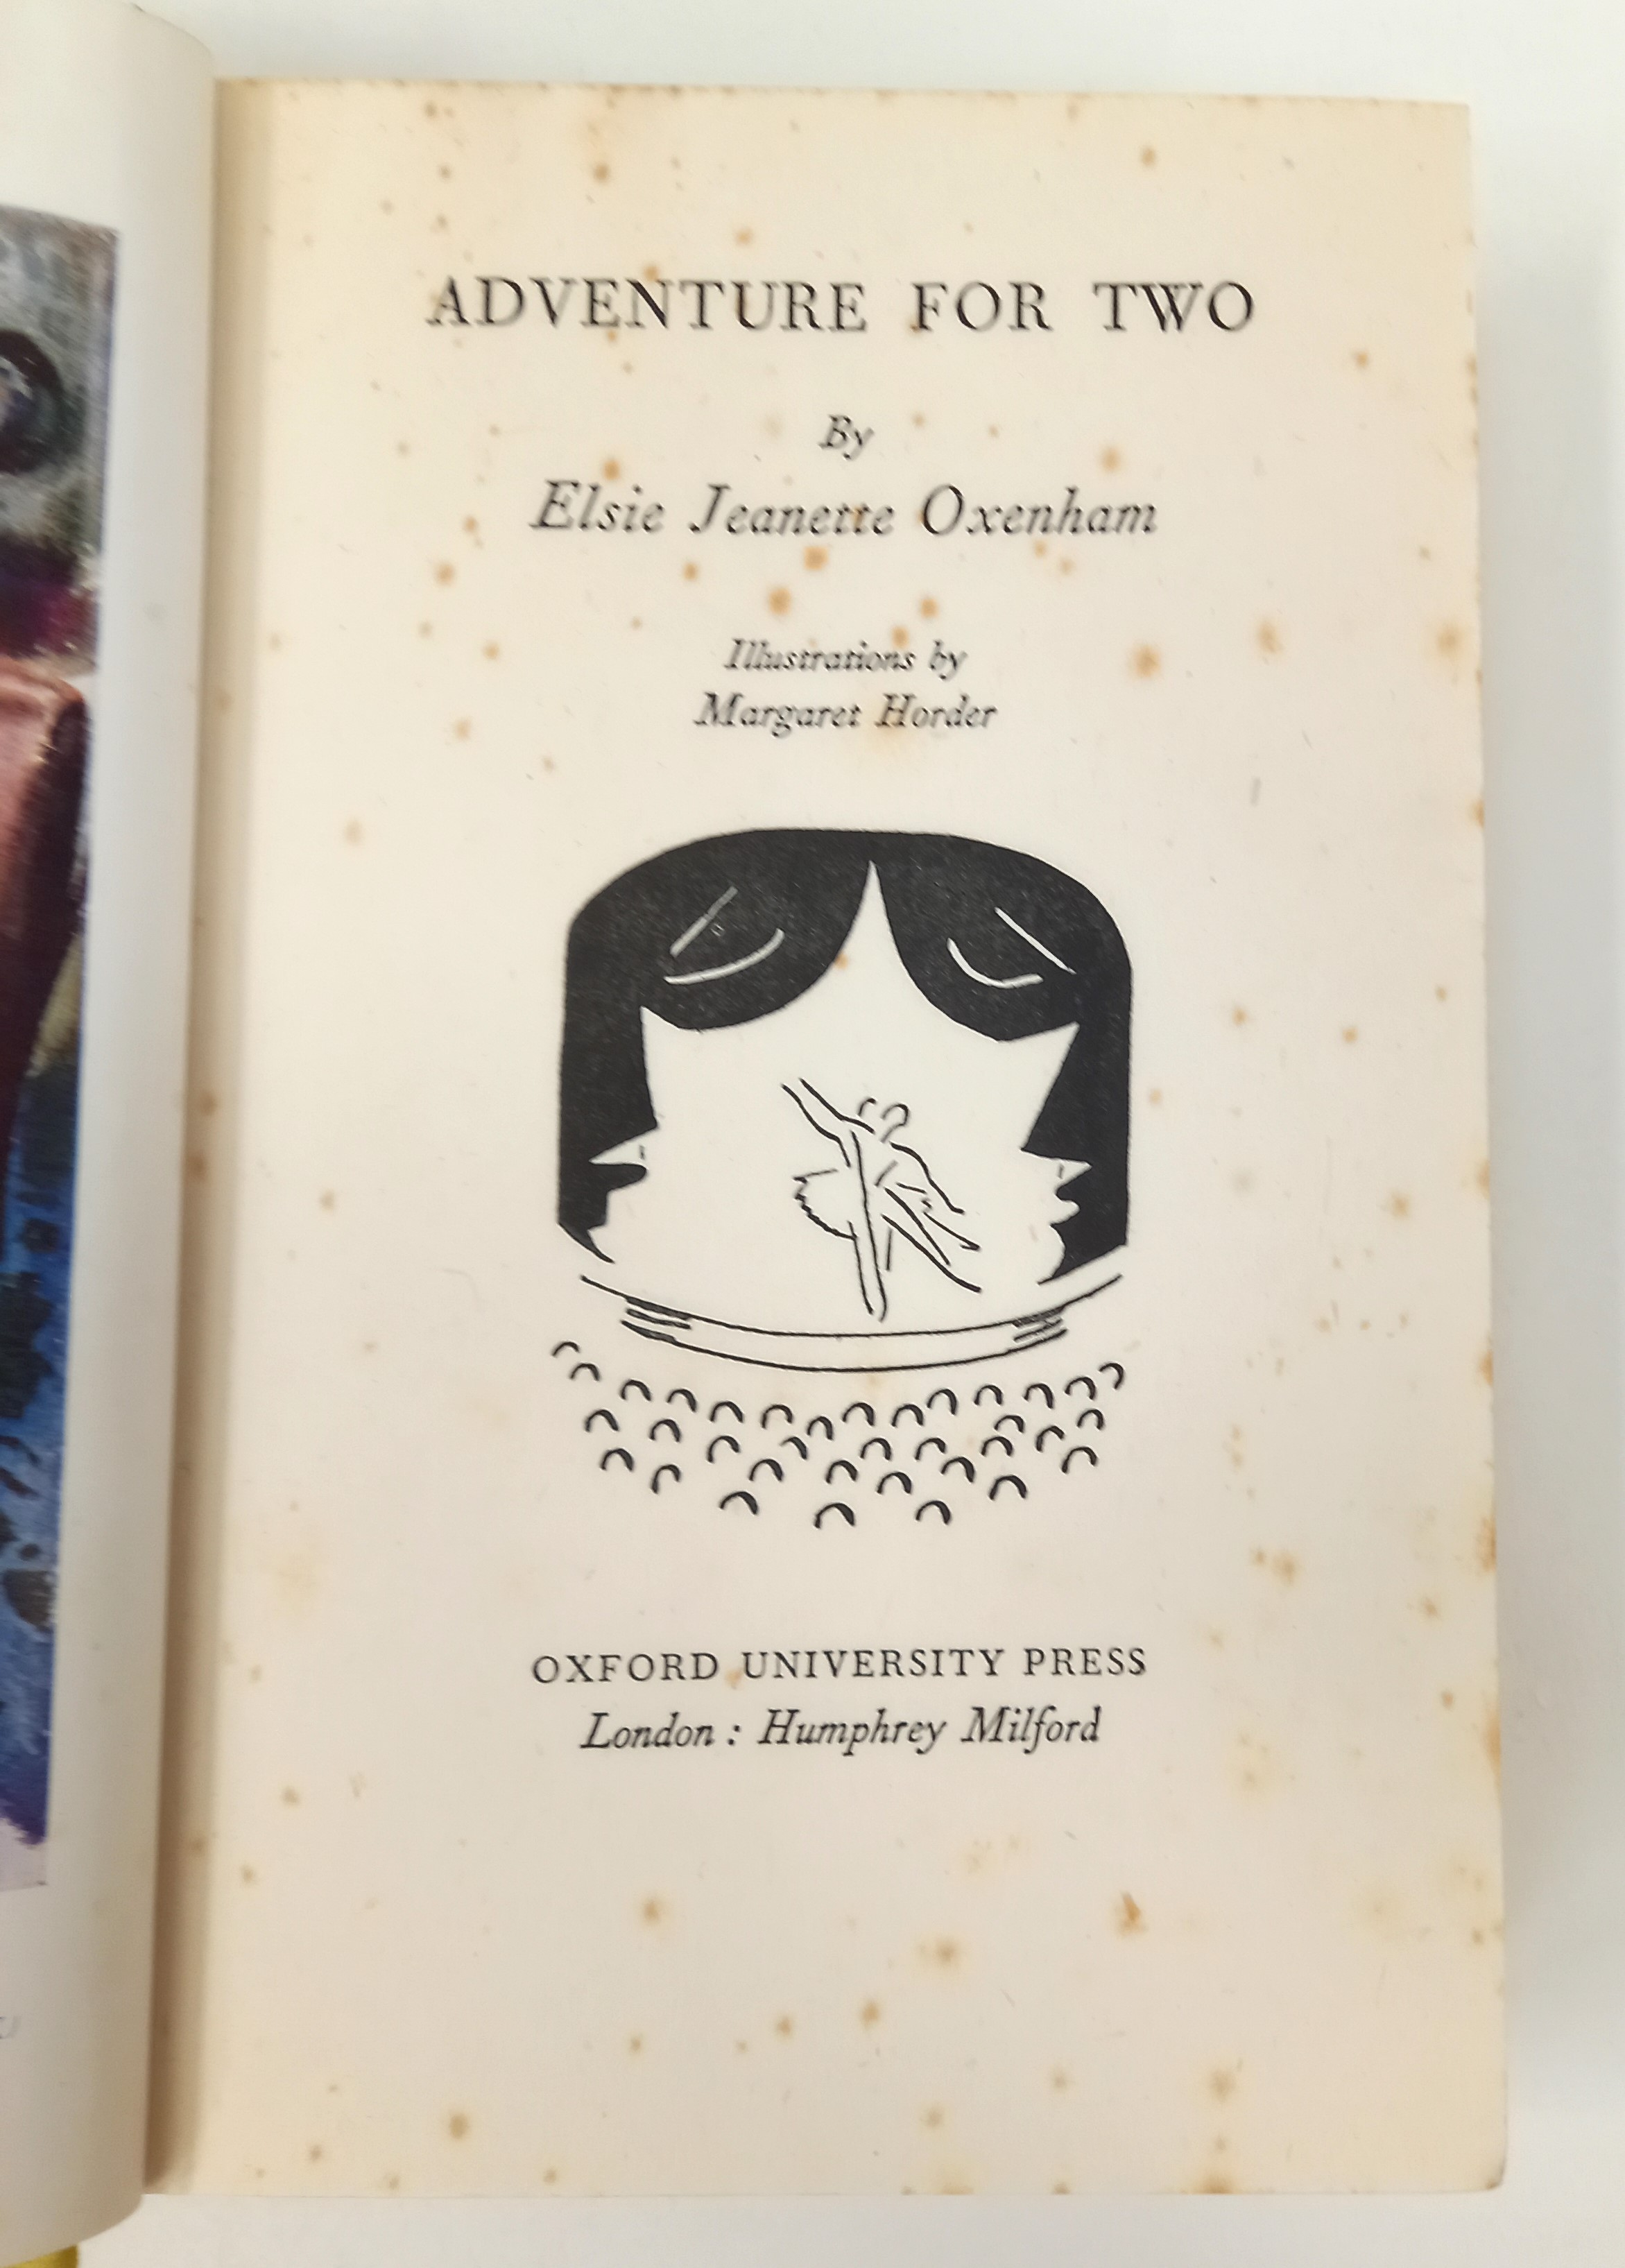 ADVENTURE FOR TWO
By
Elsie Jeanette Oxenham
Illustrations by
Margaret Horder
OXFORD UNIVERSITY PRESS
London : Humphrey Milford